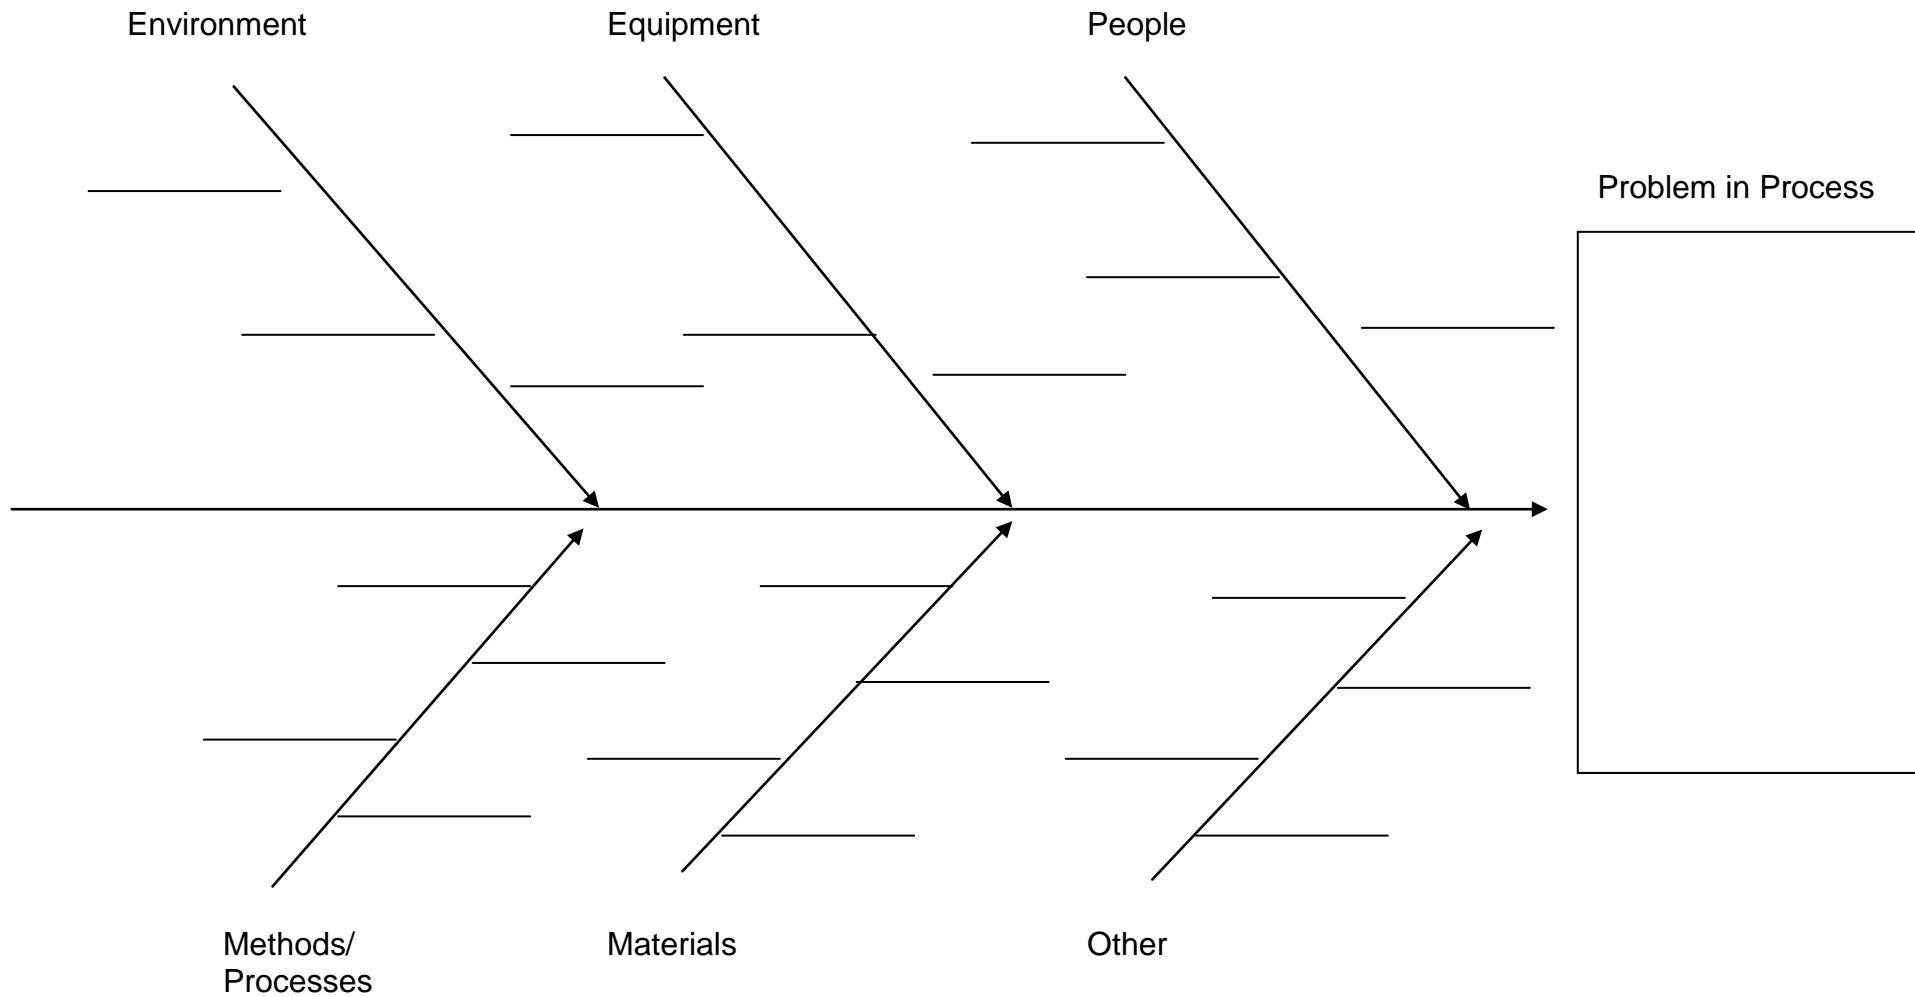 Environment
Equipment
People
Problem in Process
Methods/
Processes
Materials
Other